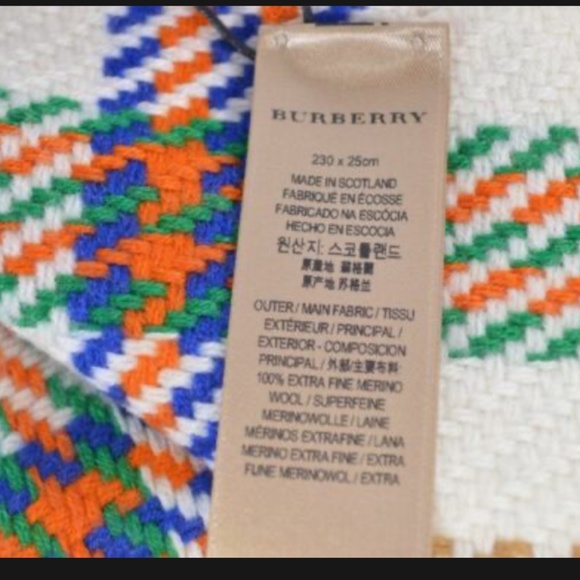 BURBERRY
230 x 25cm
MADE IN SCOTLAND
FABRIQUÉ EN ÉCOSSE
FABRICADO NA ESCÓCIA
HECHO EN ESCOCIA
원산지: 스코틀랜드
原產地 蘇格蘭
原产地 苏格兰
OUTER / MAIN FABRIC / TISSU
EXTÉRIEUR / PRINCIPAL /
EXTERIOR - COMPOSICION
PRINCIPAL / 外部/主要布料:
100% EXTRA FINE MERINO
WOOL / SUPERFEINE
MERINOWOLLE / LAINE
MÉRINOS EXTRAFINE / LANA
MERINO EXTRA FINE / EXTRA
FIJNE MERINOWOL / EXTRA